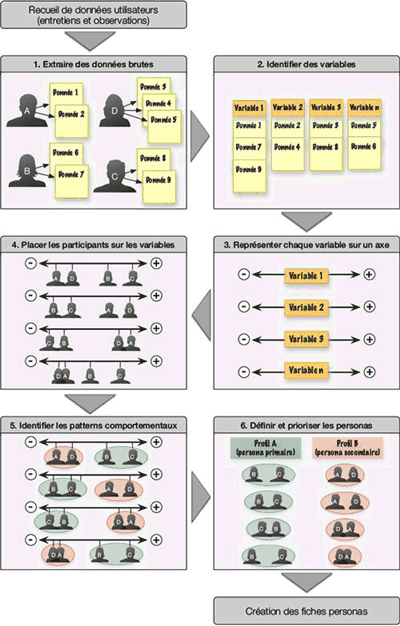 Recueil de données utilisateurs
(entretiens et observations)
1. Extraire des données brutes
A
Donnée 1
Donnée 2
D
Donnée 3
Donnée 4
Donnée 5
B
Donnée 6
Donnée 7
C
Donnée 8
Donnée 9
2. Identifier des variables
Variable 1 Variable 2 Variable 3 Variable n
Donnée 1 Donnée 2 Donnée 3 Donnée 5
Donnée 7 Donnée 4 Donnée 8 Donnée 6
Donnée 9
3. Représenter chaque variable sur un axe
- Variable 1 +
- Variable 2 +
- Variable 3 +
- Variable n +
4. Placer les participants sur les variables
- +
A D B C
- +
B C A D
- +
C B D A
- +
D A B C
5. Identifier les patterns comportementaux
- +
A D B C
- +
B C A D
- +
C B D A
- +
D A B C
6. Définir et prioriser les personas
Profil A
(persona primaire)
Profil B
(persona secondaire)
B C A D
B C A D
C B D A
B C D A
Création des fiches personas